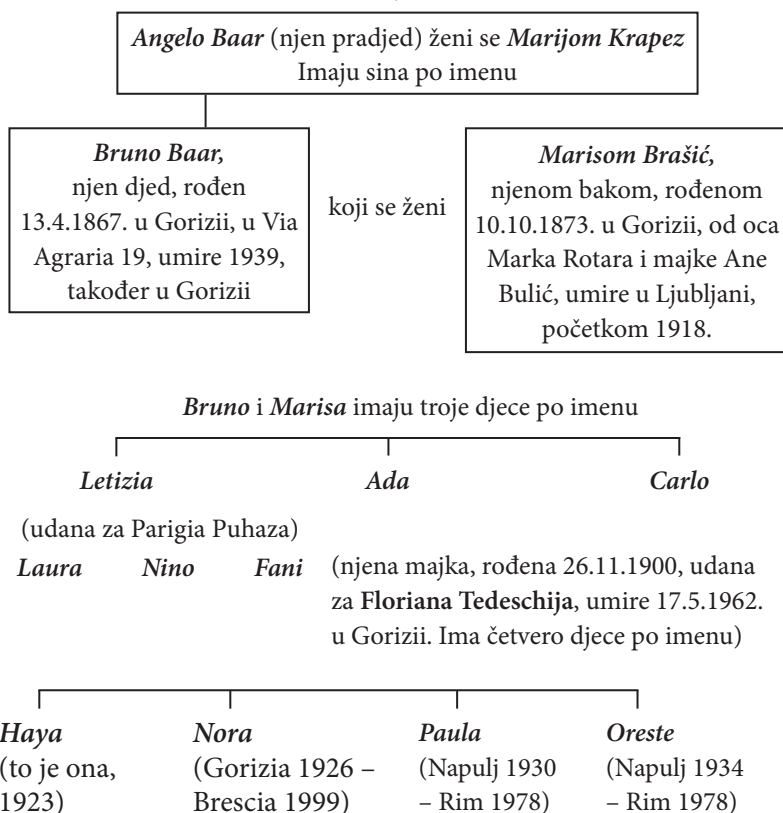 Angelo Baar (njen pradjed) ženi se Marijom Krapez
Imaju sina po imenu
Bruno Baar,
njen djed, rođen
13.4.1867. u Gorizii, u Via
Agraria 19, umire 1939,
također u Gorizii
koji se ženi
Marisom Brašić,
njenom bakom, rođenom
10.10.1873. u Gorizii, od oca
Marka Rotara i majke Ane
Bulić, umire u Ljubljani,
početkom 1918.
Bruno i Marisa imaju troje djece po imenu
Letizia Ada Carlo
(udana za Parigia Puhaza)
Laura Nino Fani
(njena majka, rođena 26.11.1900, udana
za Floriana Tedeschija, umire 17.5.1962.
u Gorizii. Ima četvero djece po imenu)
Haya
(to je ona,
1923)
Nora
(Gorizia 1926 –
Brescia 1999)
Paula
(Napulj 1930
– Rim 1978)
Oreste
(Napulj 1934
– Rim 1978)